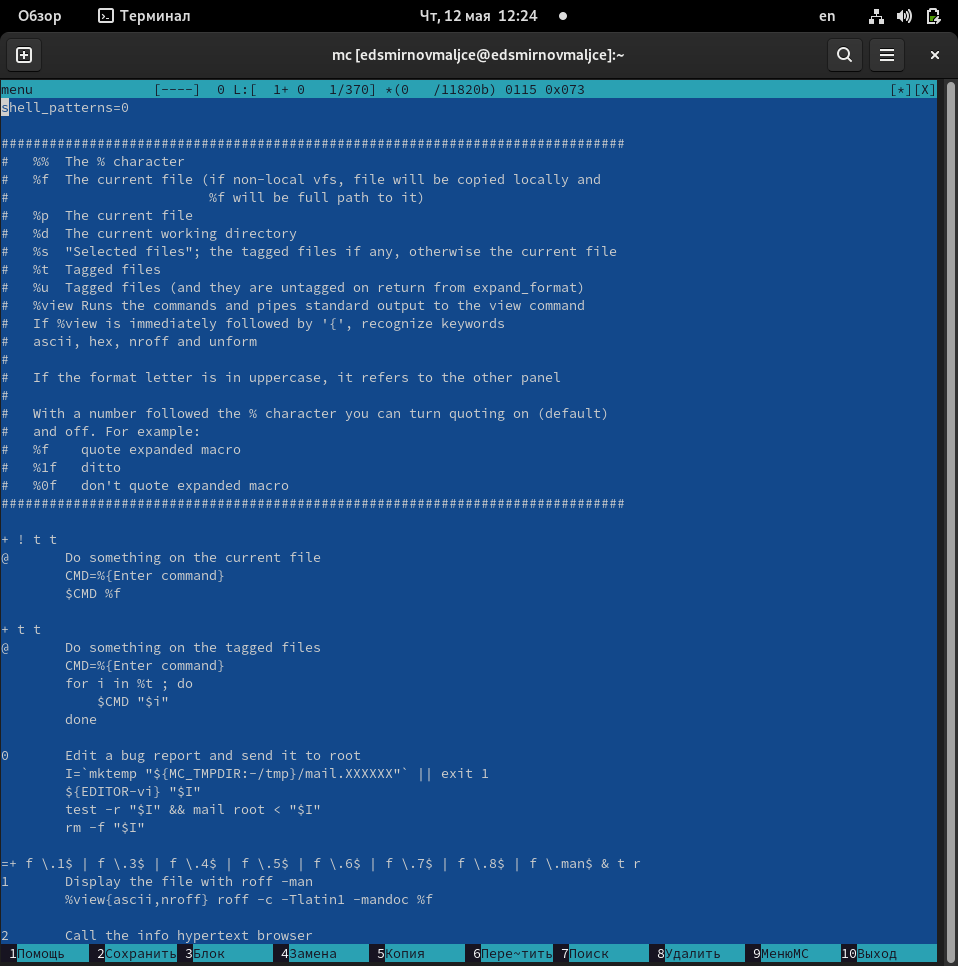 Обзор Терминал Чт, 12 мая 12:24 en
mc [edsmirnovmaljce@edsmirnovmaljce]:~
menu [----] 0 L:[ 1+ 0 1/370] *(0 /11820b) 0115 0x073 [*][X]
shell_patterns=0
##############################################################################
# %% The % character
# %f The current file (if non-local vfs, file will be copied locally and
# %f will be full path to it)
# %p The current file
# %d The current working directory
# %s "Selected files"; the tagged files if any, otherwise the current file
# %t Tagged files
# %u Tagged files (and they are untagged on return from expand_format)
# %view Runs the commands and pipes standard output to the view command
# If %view is immediately followed by '{', recognize keywords
# ascii, hex, nroff and unform
#
# If the format letter is in uppercase, it refers to the other panel
#
# With a number followed the % character you can turn quoting on (default)
# and off. For example:
# %f quote expanded macro
# %1f ditto
# %0f don't quote expanded macro
##############################################################################
+ ! t t
@ Do something on the current file
CMD=%{Enter command}
$CMD %f
+ t t
@ Do something on the tagged files
CMD=%{Enter command}
for i in %t ; do
$CMD "$i"
done
0 Edit a bug report and send it to root
I=`mktemp "${MC_TMPDIR:-/tmp}/mail.XXXXXX"` || exit 1
${EDITOR-vi} "$I"
test -r "$I" && mail root < "$I"
rm -f "$I"
=+ f \.1$ | f \.3$ | f \.4$ | f \.5$ | f \.6$ | f \.7$ | f \.8$ | f \.man$ & t r
1 Display the file with roff -man
%view{ascii,nroff} roff -c -Tlatin1 -mandoc %f
2 Call the info hypertext browser
1Помощь 2Сохранить 3Блок 4Замена 5Копия 6Пере~тить 7Поиск 8Удалить 9МенюMC 10Выход